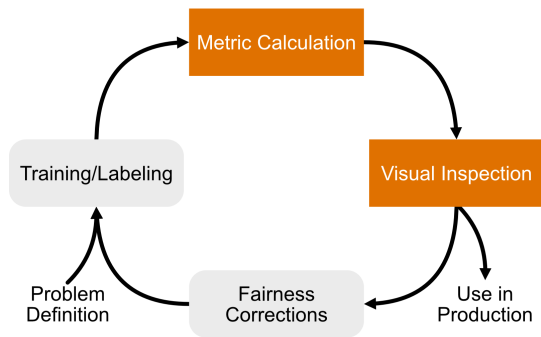 Metric Calculation
Training/Labeling
Visual Inspection
Problem
Definition
Fairness
Corrections
Use in
Production